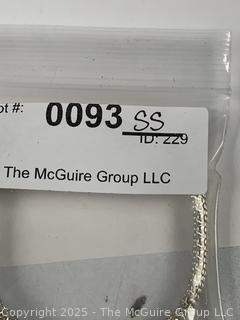 ot #: 0093 SS
ID: 229
The McGuire Group LLC
Copyright 2025 - The McGuire Group LLC